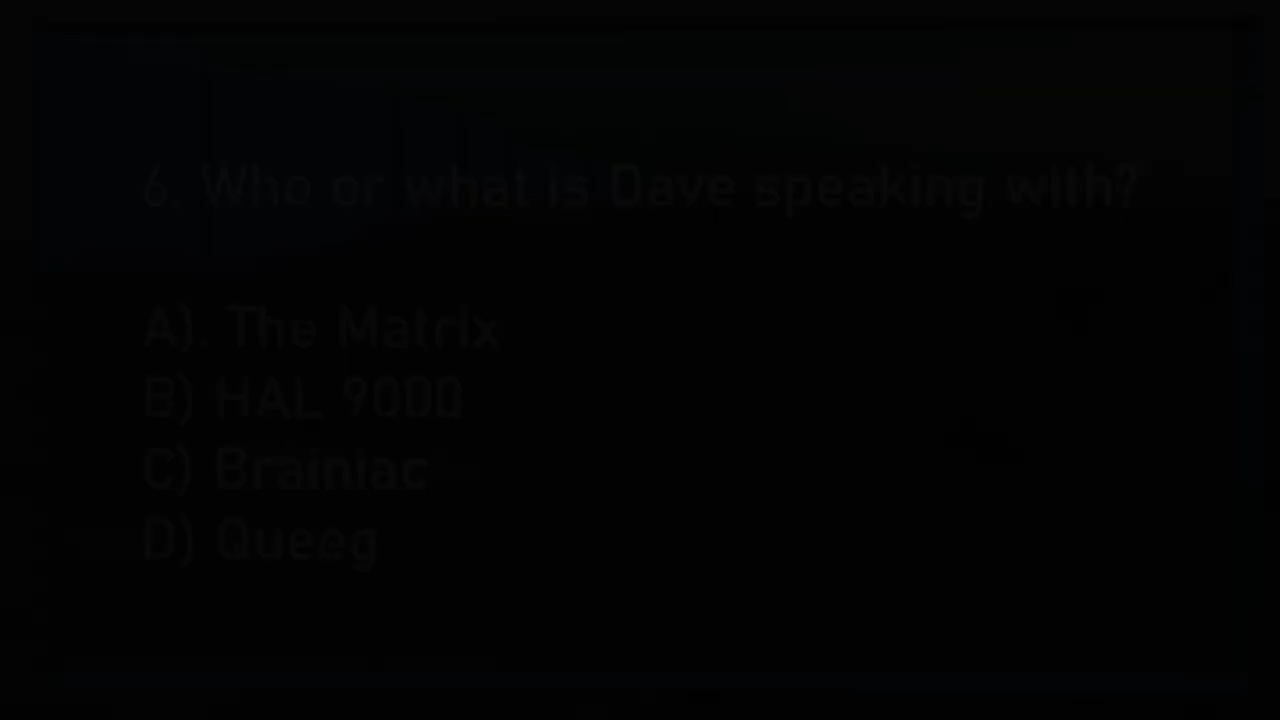 6. Who or what is Dave speaking with?
A). The Matrix
B) HAL 9000
C) Brainiac
D) Queeg